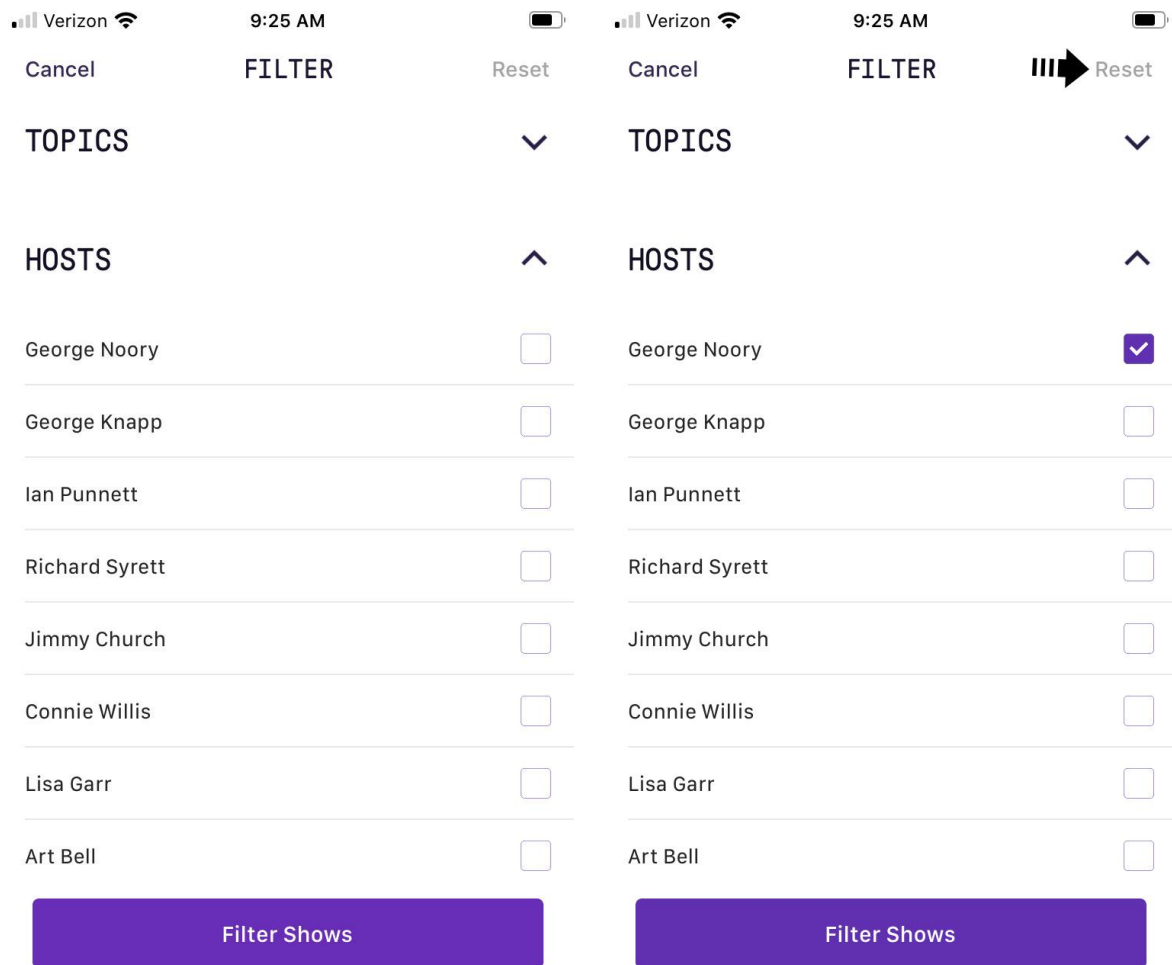 Verizon 9:25 AM
Cancel FILTER Reset
TOPICS
HOSTS
George Noory
George Knapp
Ian Punnett
Richard Syrett
Jimmy Church
Connie Willis
Lisa Garr
Art Bell
Filter Shows
Verizon 9:25 AM
Cancel FILTER Reset
TOPICS
HOSTS
George Noory
George Knapp
Ian Punnett
Richard Syrett
Jimmy Church
Connie Willis
Lisa Garr
Art Bell
Filter Shows